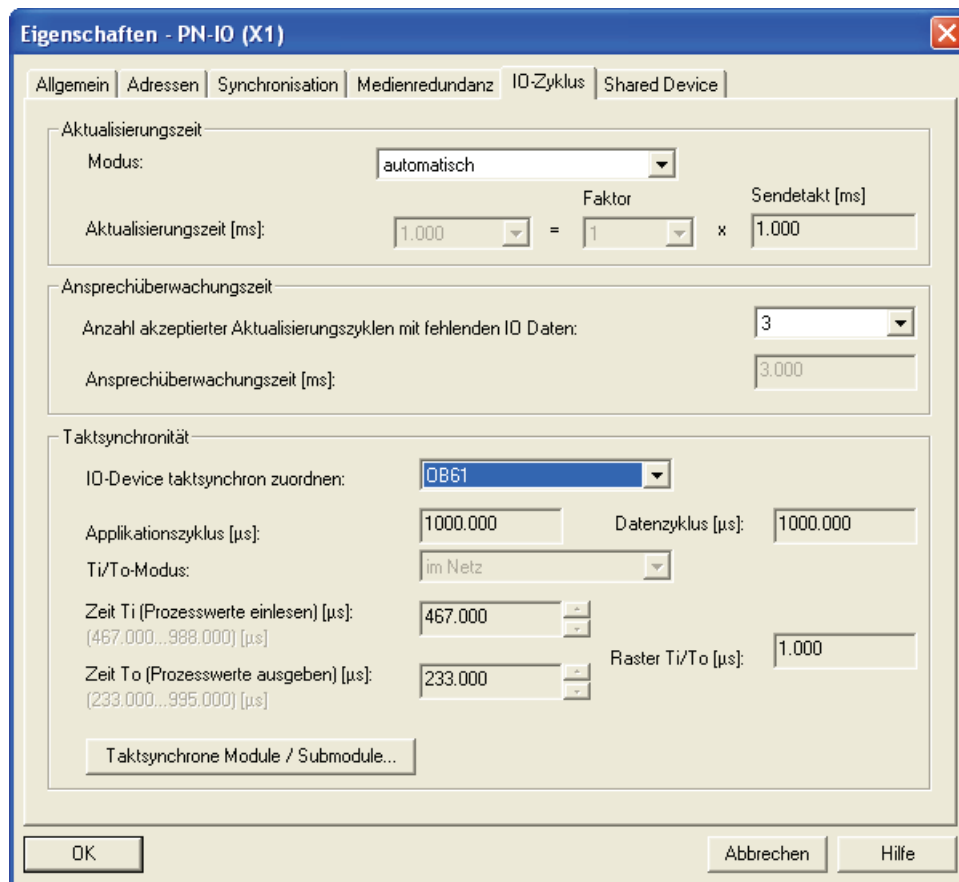 Eigenschaften - PN-IO (X1)
Allgemein Adressen Synchronisation Medienredundanz IO-Zyklus Shared Device
Aktualisierungszeit
Modus: automatisch
Faktor Sendetakt [ms]
Aktualisierungszeit [ms]: 1.000 = 1 x 1.000
Ansprechüberwachungszeit
Anzahl akzeptierter Aktualisierungszyklen mit fehlenden IO Daten: 3
Ansprechüberwachungszeit [ms]: 3.000
Taktsynchronität
IO-Device taktsynchron zuordnen: OB61
Applikationszyklus [µs]: 1000.000 Datenzyklus [µs]: 1000.000
Ti/To-Modus: im Netz
Zeit Ti (Prozesswerte einlesen) [µs]: 467.000
(467.000...988.000) [µs]
Raster Ti/To [µs]: 1.000
Zeit To (Prozesswerte ausgeben) [µs]: 233.000
(233.000...995.000) [µs]
Taktsynchrone Module / Submodule...
OK Abbrechen Hilfe